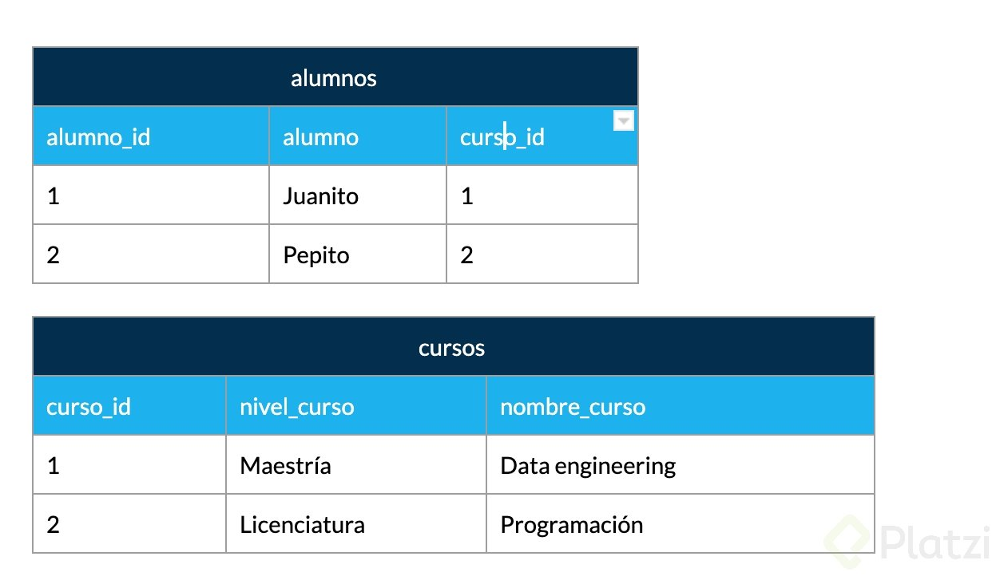 alumnos
alumno_id alumno curso_id
1 Juanito 1
2 Pepito 2
cursos
curso_id nivel_curso nombre_curso
1 Maestría Data engineering
2 Licenciatura Programación
Platzi